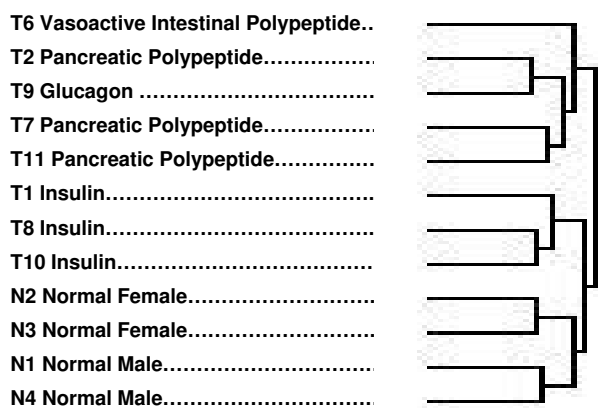 T6 Vasoactive Intestinal Polypeptide..
T2 Pancreatic Polypeptide..................
T9 Glucagon ......................................
T7 Pancreatic Polypeptide..................
T11 Pancreatic Polypeptide................
T1 Insulin............................................
T8 Insulin............................................
T10 Insulin..........................................
N2 Normal Female..............................
N3 Normal Female..............................
N1 Normal Male..................................
N4 Normal Male..................................